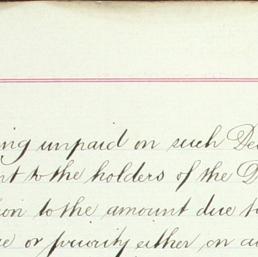 ing unpaid on such De
nt to the holders of the D
ion to the amount due t
e or priority either on a